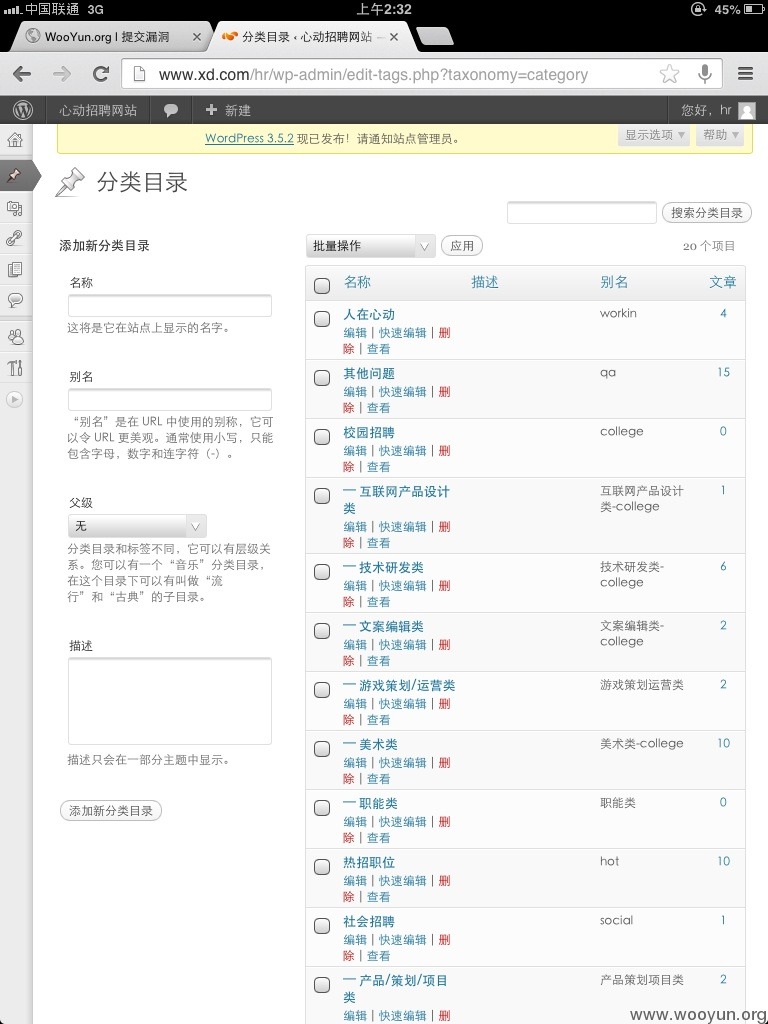 中国联通 3G 上午2:32 45%
WooYun.org | 提交漏洞
分类目录 ‹ 心动招聘网站 —
www.xd.com/hr/wp-admin/edit-tags.php?taxonomy=category
心动招聘网站 新建 您好，hr
WordPress 3.5.2 现已发布！请通知站点管理员。
显示选项 帮助
分类目录
搜索分类目录
添加新分类目录
名称
这将是它在站点上显示的名字。
别名
“别名”是在 URL 中使用的别称，它可
以令 URL 更美观。通常使用小写，只能
包含字母，数字和连字符（-）。
父级
无
分类目录和标签不同，它可以有层级关
系。您可以有一个“音乐”分类目录，
在这个目录下可以有叫做“流
行”和“古典”的子目录。
描述
描述只会在一部分主题中显示。
添加新分类目录
批量操作 应用 20 个项目
名称 描述 别名 文章
人在心动 workin 4
编辑 | 快速编辑 | 删
除 | 查看
其他问题 qa 15
编辑 | 快速编辑 | 删
除 | 查看
校园招聘 college 0
编辑 | 快速编辑 | 删
除 | 查看
— 互联网产品设计 互联网产品设计 1
类 类-college
编辑 | 快速编辑 | 删
除 | 查看
— 技术研发类 技术研发类- 6
college
编辑 | 快速编辑 | 删
除 | 查看
— 文案编辑类 文案编辑类- 2
college
编辑 | 快速编辑 | 删
除 | 查看
— 游戏策划/运营类 游戏策划运营类 2
编辑 | 快速编辑 | 删
除 | 查看
— 美术类 美术类-college 10
编辑 | 快速编辑 | 删
除 | 查看
— 职能类 职能类 0
编辑 | 快速编辑 | 删
除 | 查看
热招职位 hot 10
编辑 | 快速编辑 | 删
除 | 查看
社会招聘 social 1
编辑 | 快速编辑 | 删
除 | 查看
— 产品/策划/项目 产品策划项目类 2
类
编辑 | 快速编辑 | 删
www.wooyun.org